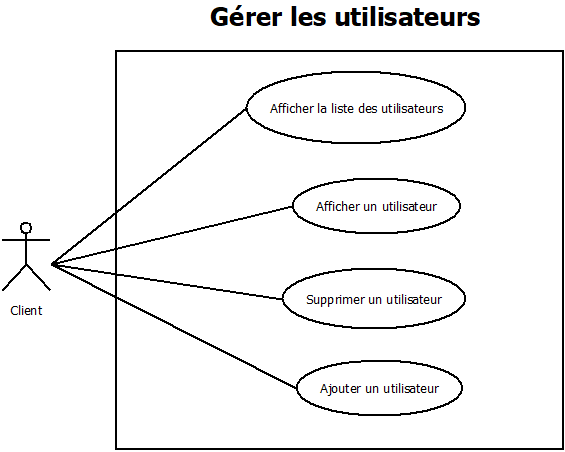 Gérer les utilisateurs
Afficher la liste des utilisateurs
Afficher un utilisateur
Supprimer un utilisateur
Client
Ajouter un utilisateur